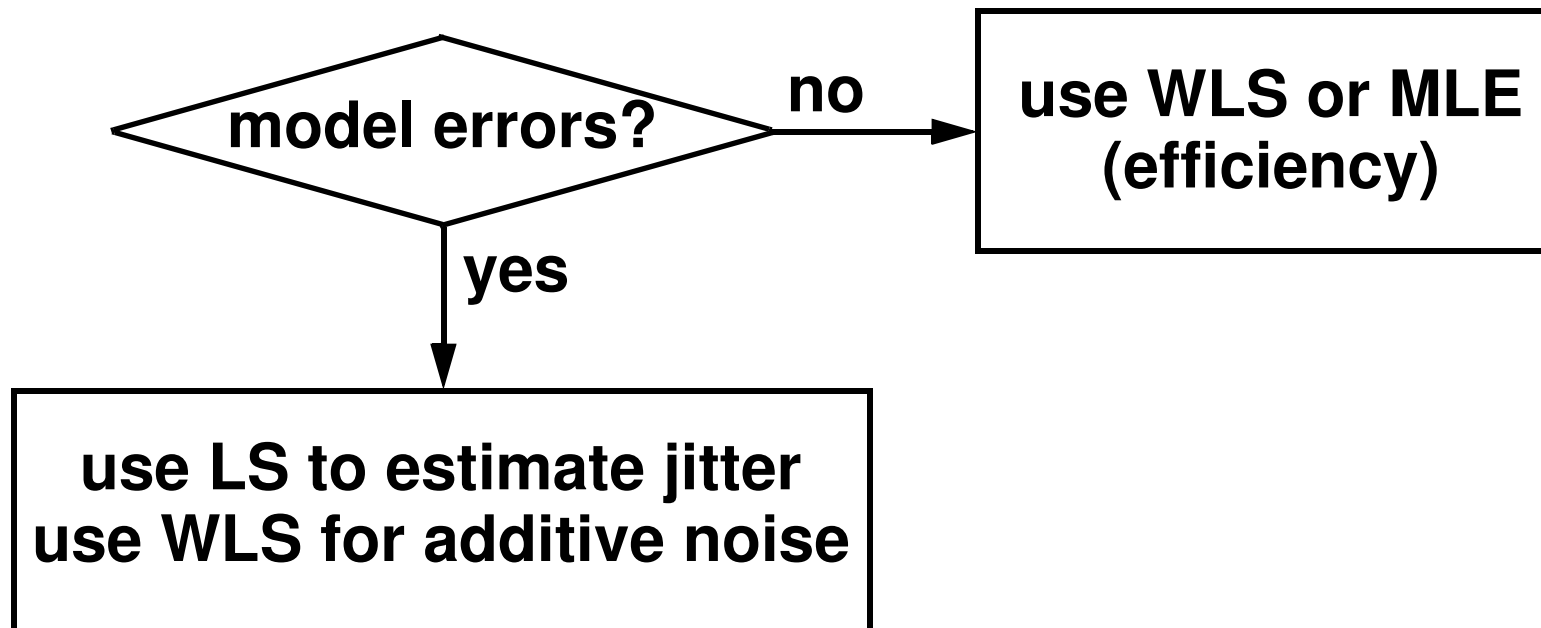 model errors?
no
use WLS or MLE
(efficiency)
yes
use LS to estimate jitter
use WLS for additive noise